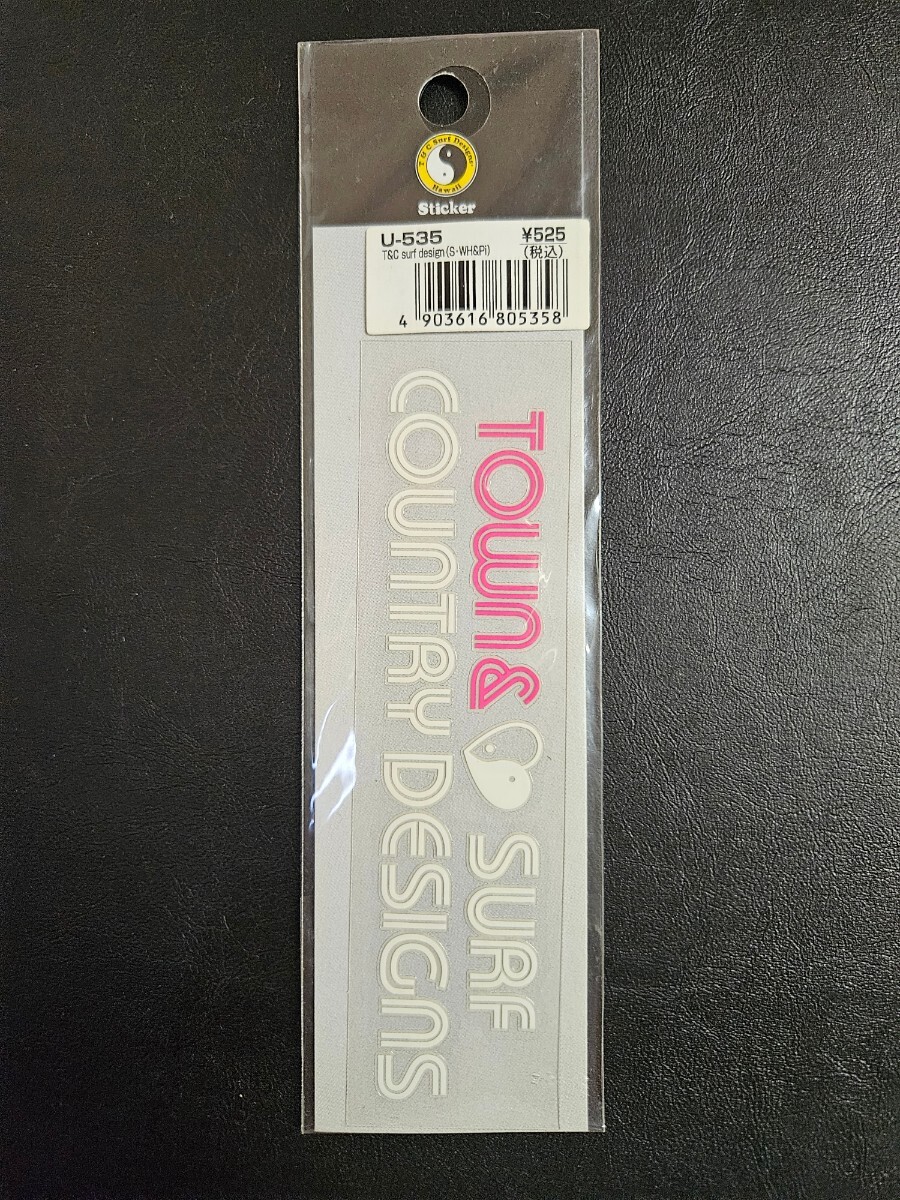 T & C Surf Designs
Hawaii
Sticker
U-535 ¥525
T&C surf design(S・WH&Pi) (税込)
4 903616 805358
TOWN& SURF
COUNTRY DESIGNS